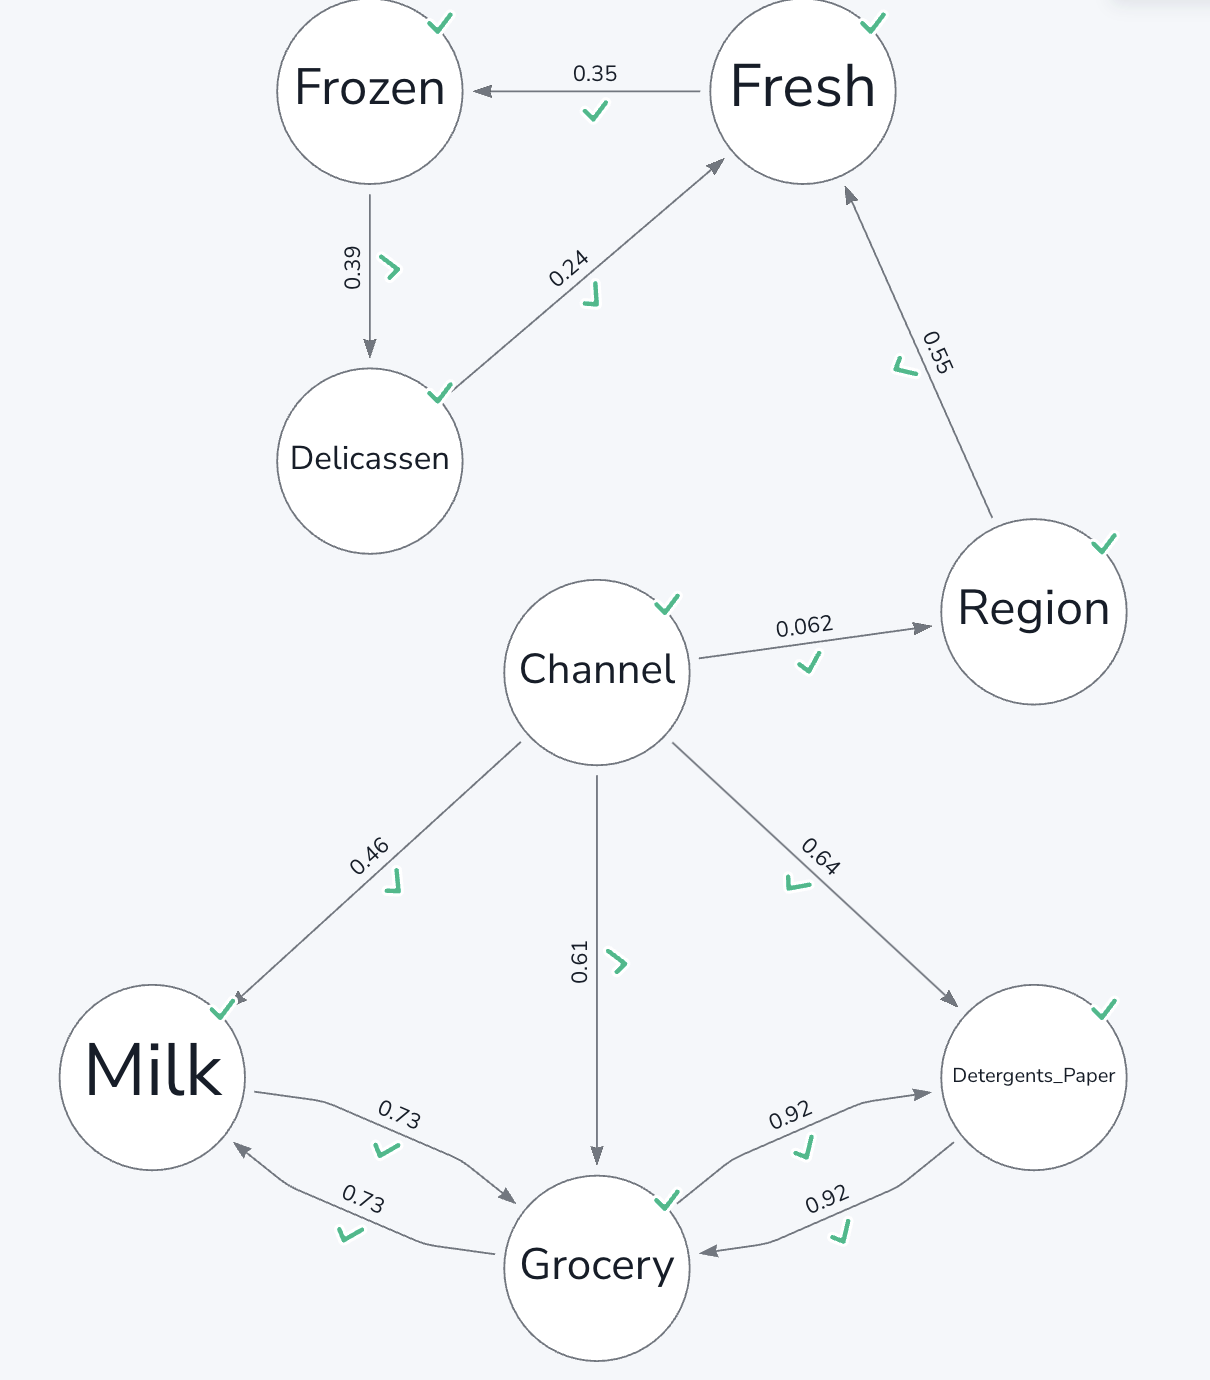 Frozen
0.35
Fresh
0.39
0.24
0.55
Delicassen
Region
0.062
Channel
0.46
0.64
0.61
Milk
Detergents_Paper
0.73
0.92
0.73
0.92
Grocery